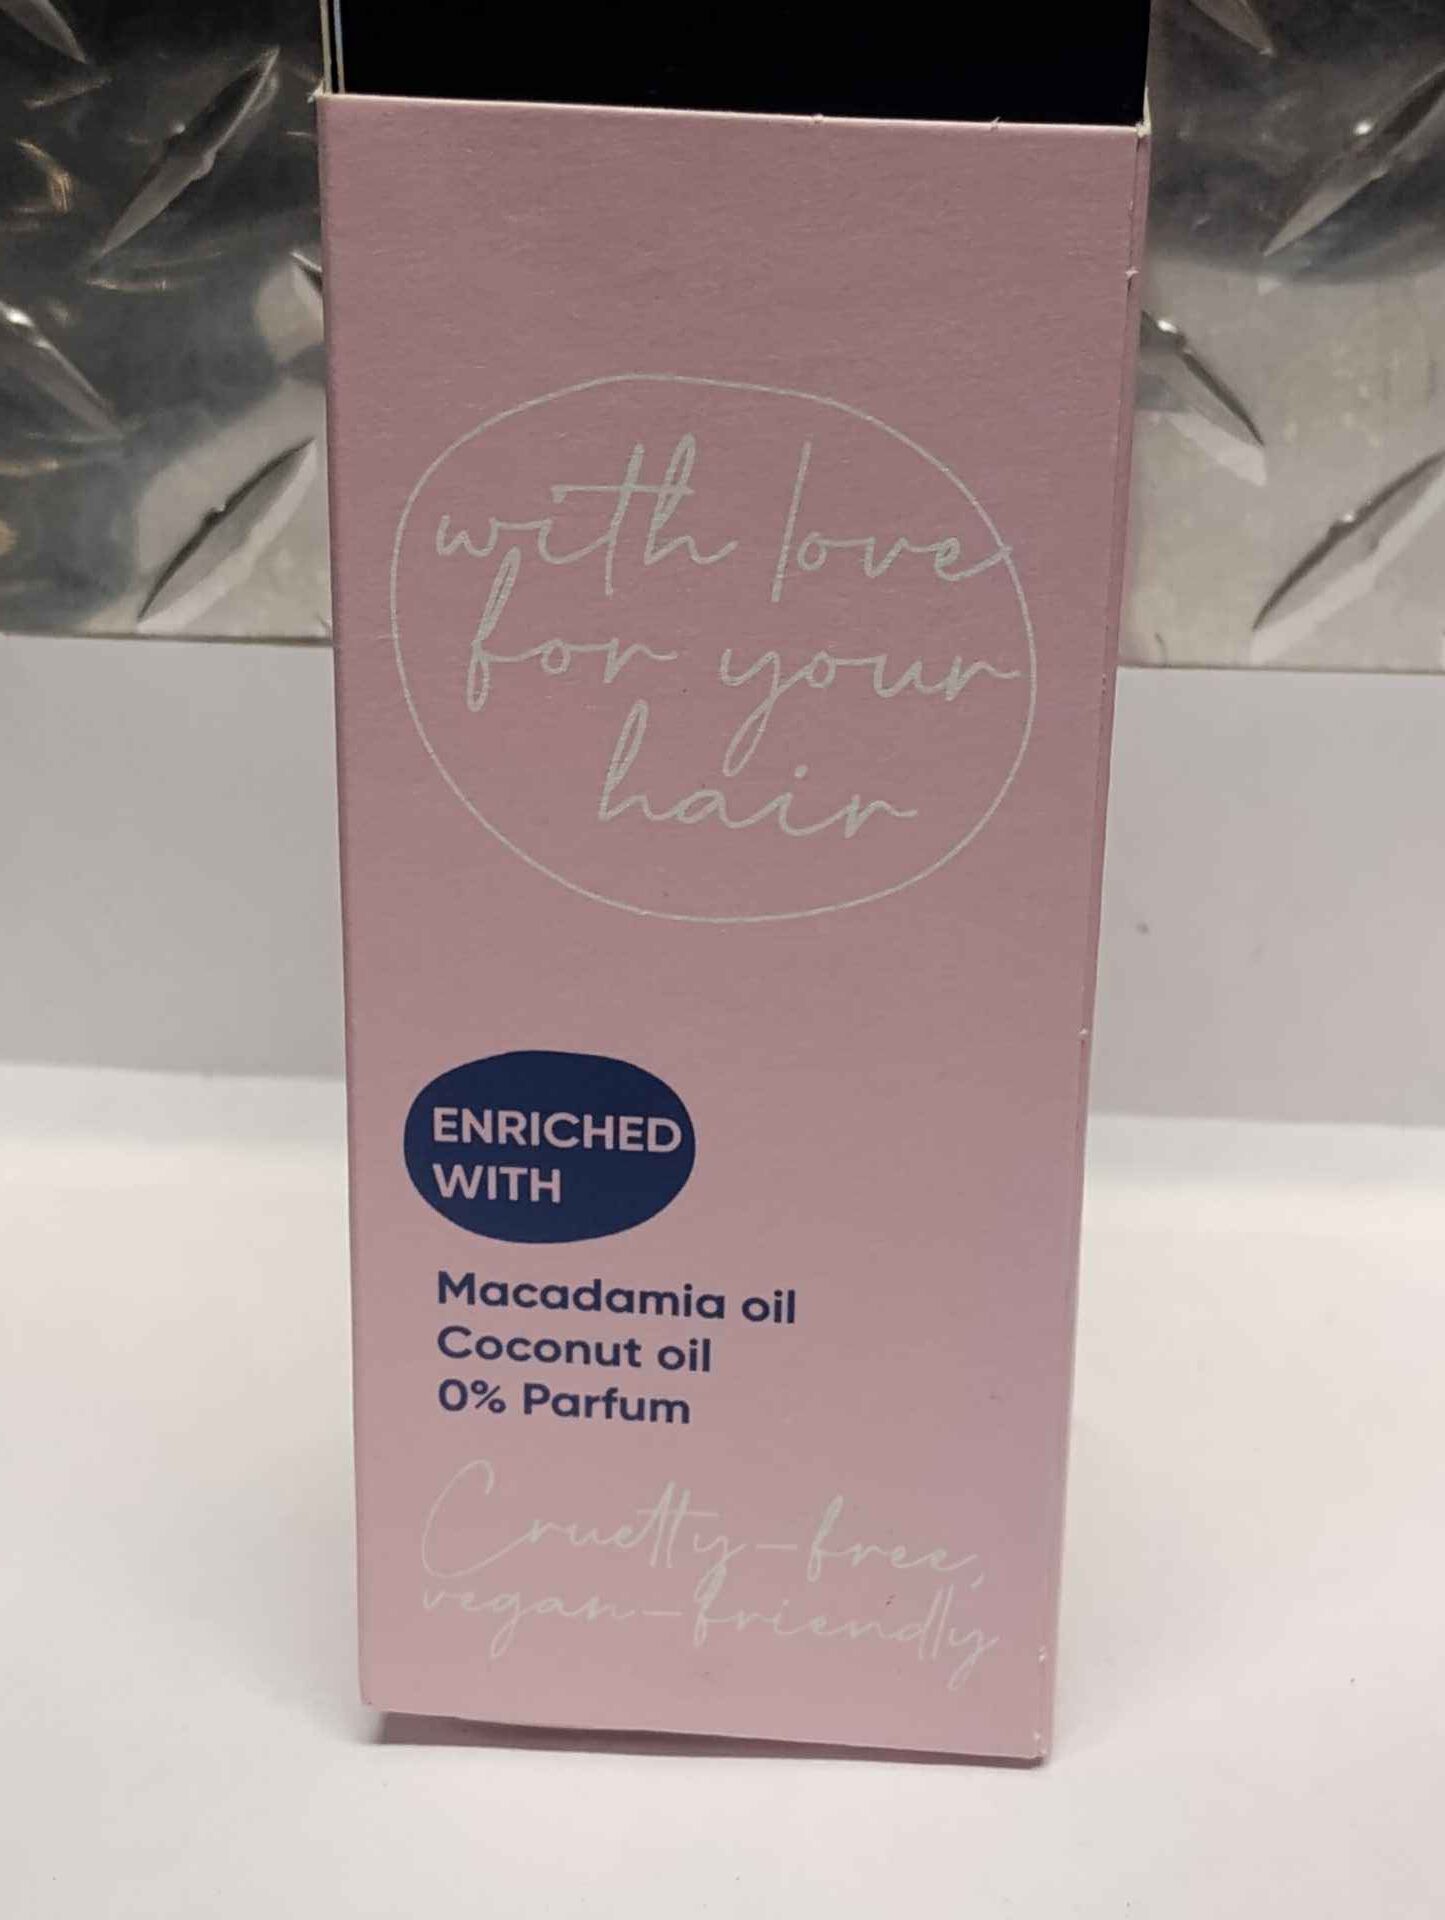 with love
for your
hair
ENRICHED
WITH
Macadamia oil
Coconut oil
0% Parfum
Cruelty-free,
vegan-friendly